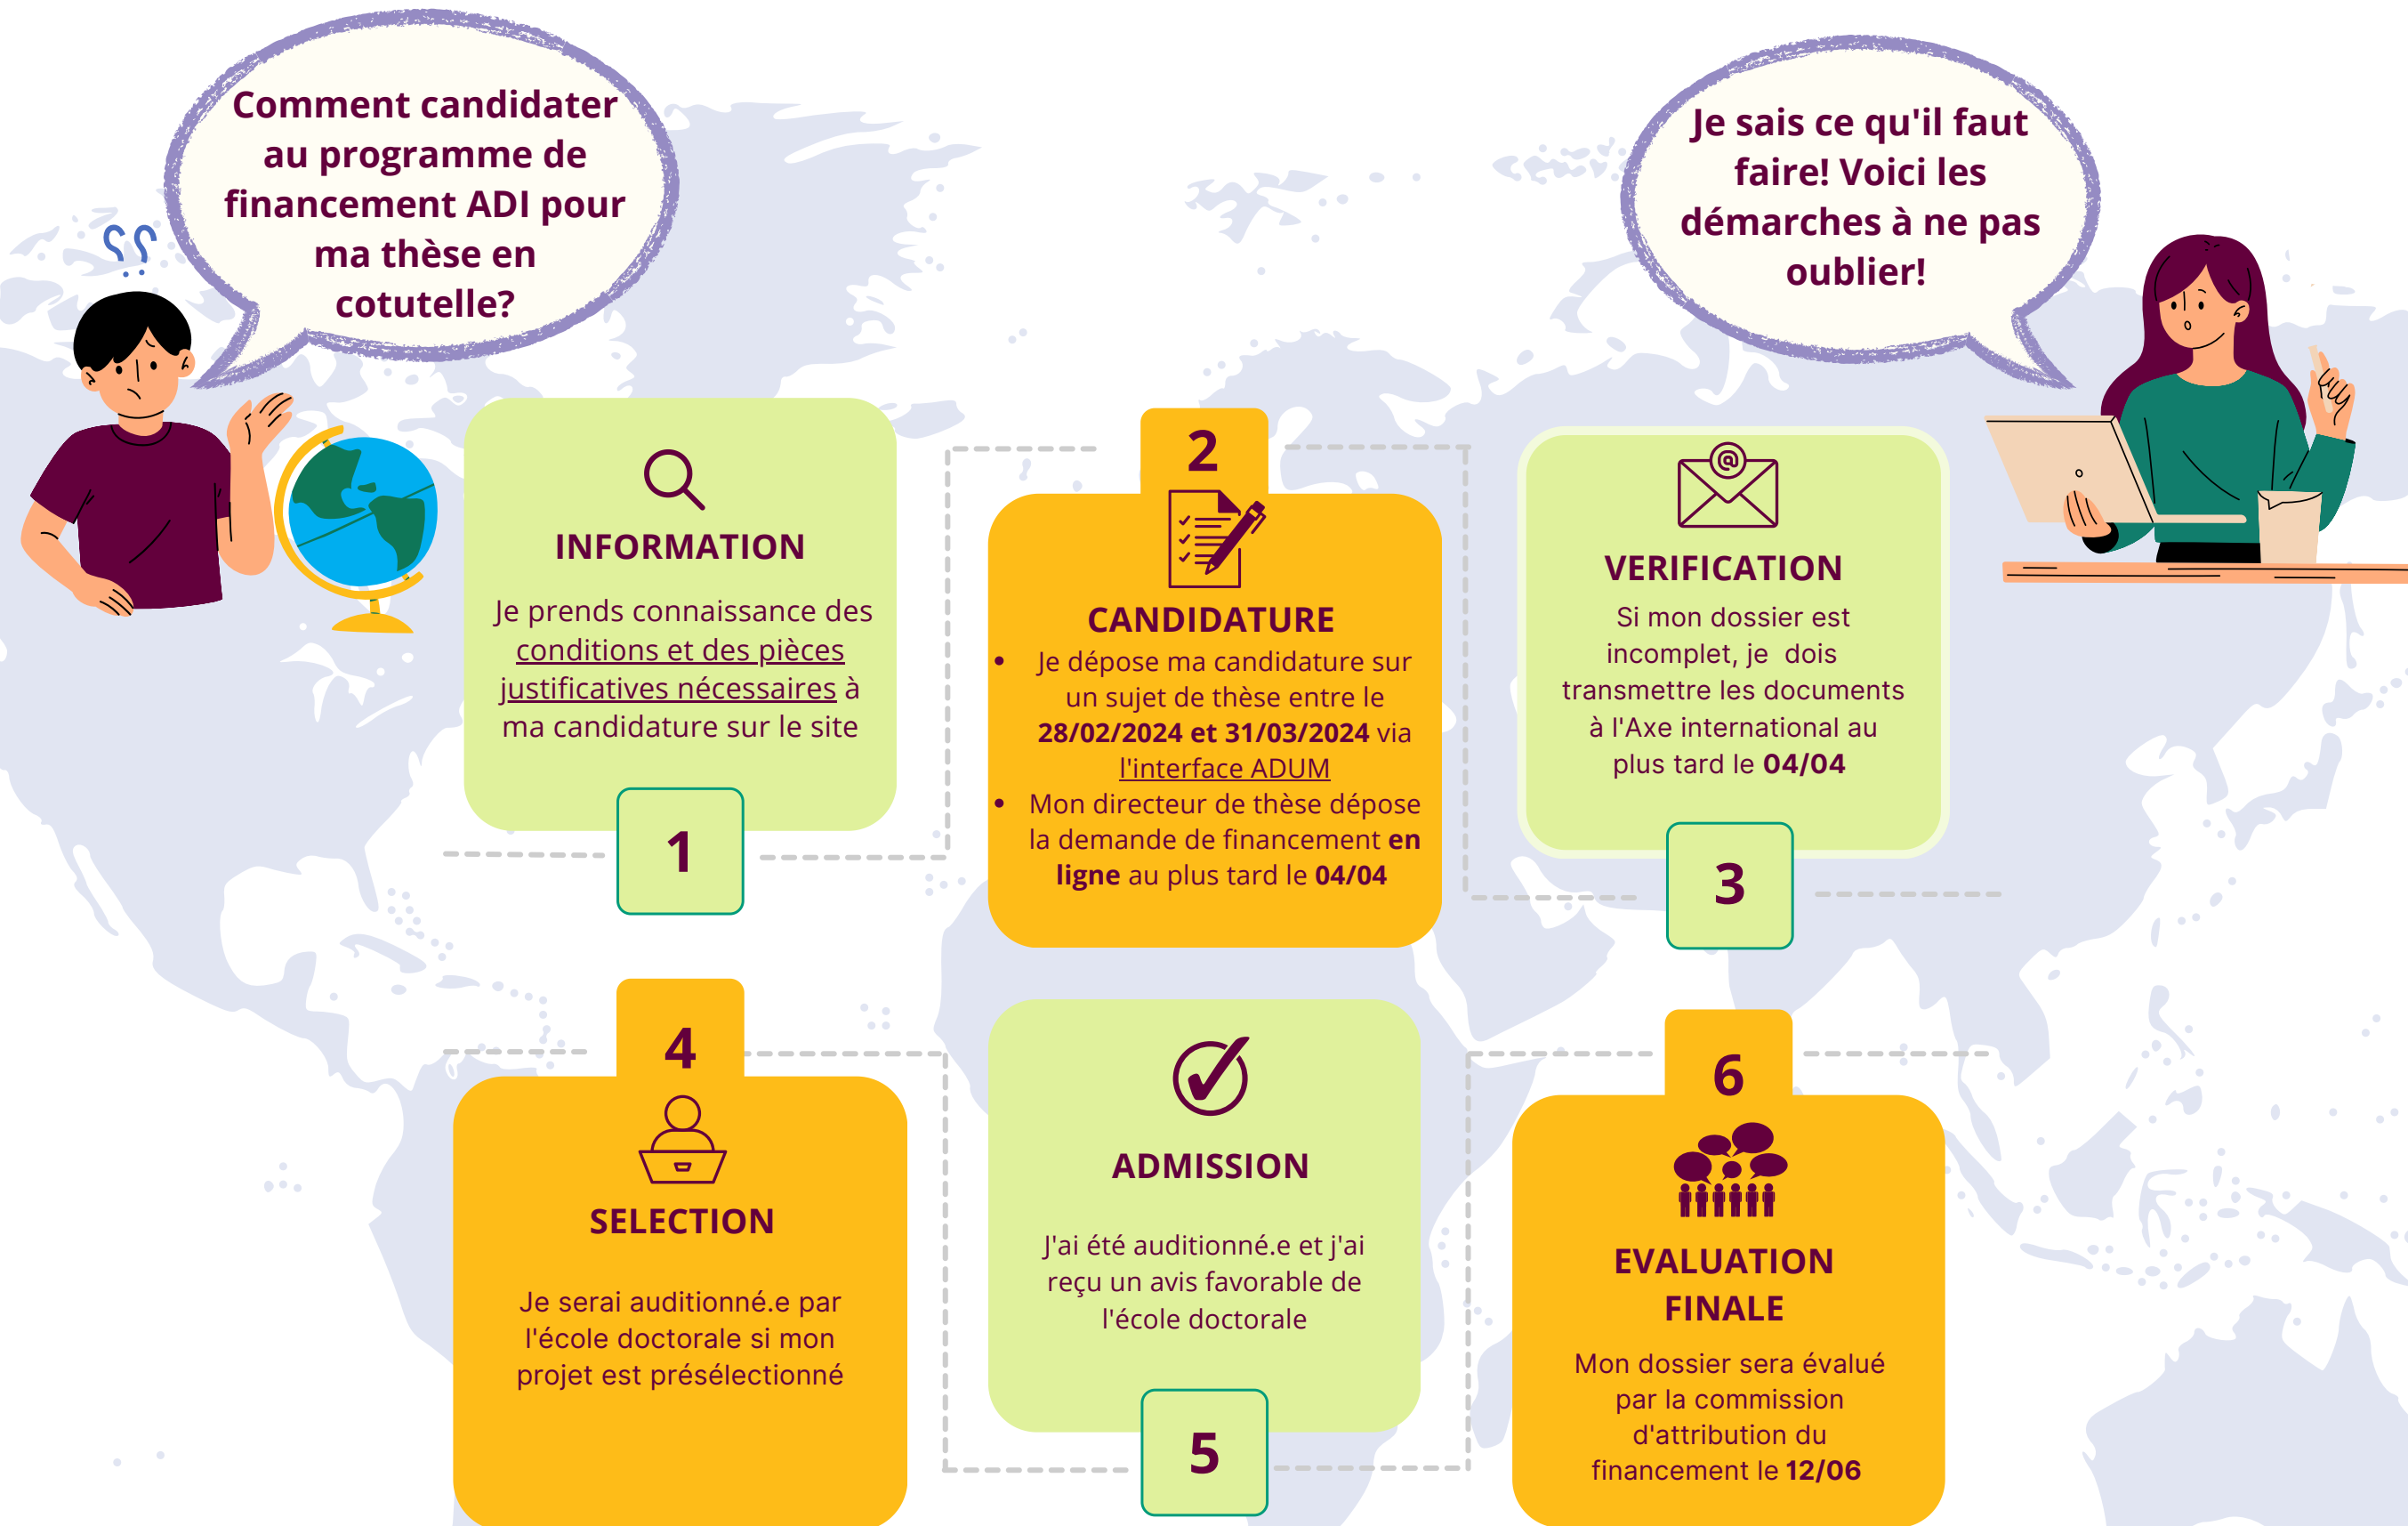 Comment candidater
au programme de
financement ADI pour
ma thèse en
cotutelle?
Je sais ce qu'il faut
faire! Voici les
démarches à ne pas
oublier!
??
INFORMATION
Je prends connaissance des
conditions et des pièces
justificatives nécessaires à
ma candidature sur le site
1
2
CANDIDATURE
• Je dépose ma candidature sur
un sujet de thèse entre le
28/02/2024 et 31/03/2024 via
l'interface ADUM
• Mon directeur de thèse dépose
la demande de financement en
ligne au plus tard le 04/04
@
VERIFICATION
Si mon dossier est
incomplet, je dois
transmettre les documents
à l'Axe international au
plus tard le 04/04
3
4
SELECTION
Je serai auditionné.e par
l'école doctorale si mon
projet est présélectionné
ADMISSION
J'ai été auditionné.e et j'ai
reçu un avis favorable de
l'école doctorale
5
6
EVALUATION
FINALE
Mon dossier sera évalué
par la commission
d'attribution du
financement le 12/06